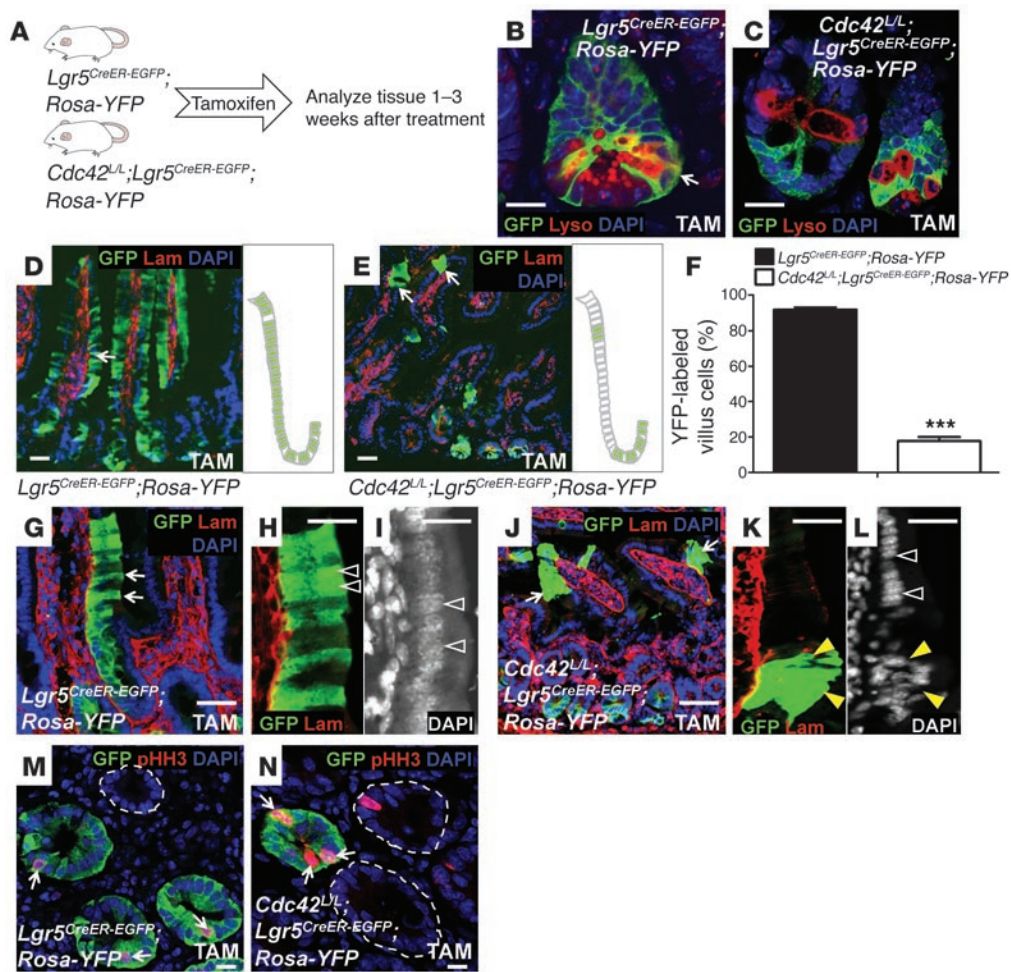 A
Lgr5CreER-EGFP;
Rosa-YFP
Cdc42L/L;Lgr5CreER-EGFP;
Rosa-YFP
Tamoxifen
Analyze tissue 1–3
weeks after treatment
B
Lgr5CreER-EGFP;
Rosa-YFP
GFP Lyso DAPI
TAM
C
Cdc42L/L;
Lgr5CreER-EGFP;
Rosa-YFP
GFP Lyso DAPI
TAM
D
GFP Lam DAPI
TAM
Lgr5CreER-EGFP;Rosa-YFP
E
GFP Lam
DAPI
TAM
Cdc42L/L;Lgr5CreER-EGFP;Rosa-YFP
F
Lgr5CreER-EGFP;Rosa-YFP
Cdc42L/L;Lgr5CreER-EGFP;Rosa-YFP
YFP-labeled
villus cells (%)
100
80
60
40
20
0
***
G
GFP Lam
DAPI
Lgr5CreER-EGFP;
Rosa-YFP
TAM
H
GFP Lam
I
DAPI
J
GFP Lam DAPI
Cdc42L/L;
Lgr5CreER-EGFP;
Rosa-YFP
TAM
K
GFP Lam
L
DAPI
M
GFP pHH3 DAPI
Lgr5CreER-EGFP;
Rosa-YFP
TAM
N
GFP pHH3 DAPI
Cdc42L/L;
Lgr5CreER-EGFP;
Rosa-YFP
TAM